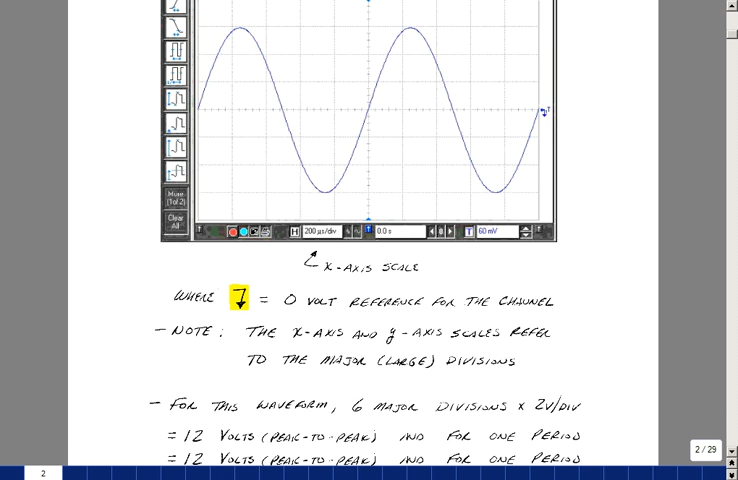 More
(1of 2)
Clear
All
H 200 µs/div 0.0 s 0 T 60 mV
T
X-AXIS SCALE
WHERE = 0 VOLT REFERENCE FOR THE CHANNEL
- NOTE: THE X-AXIS AND y-AXIS SCALES REFER
TO THE MAJOR (LARGE) DIVISIONS
- FOR THIS WAVEFORM, 6 MAJOR DIVISIONS X 2V/DIV
= 12 VOLTS (PEAK-TO-PEAK) AND FOR ONE PERIOD
= 12 VOLTS (PEAK-TO-PEAK) AND FOR ONE PERIOD
2 / 29
2